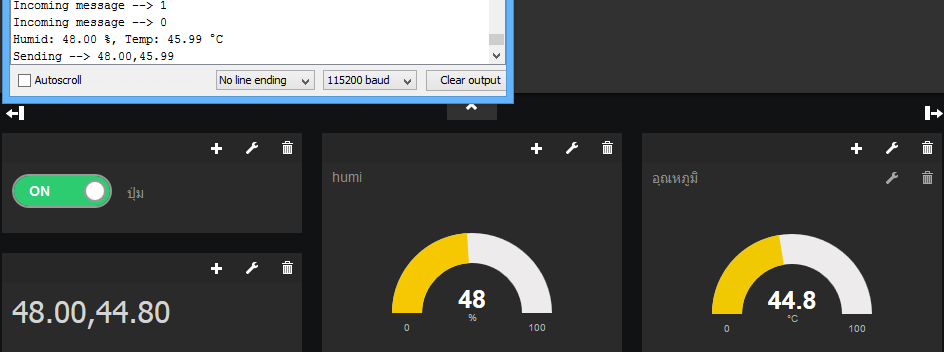 Incoming message --> 1
Incoming message --> 0
Humid: 48.00 %, Temp: 45.99 °C
Sending --> 48.00,45.99
Autoscroll
No line ending
115200 baud
Clear output
ON
ปุ่ม
humi
อุณหภูมิ
48
%
0
100
44.8
°C
0
100
48.00,44.80